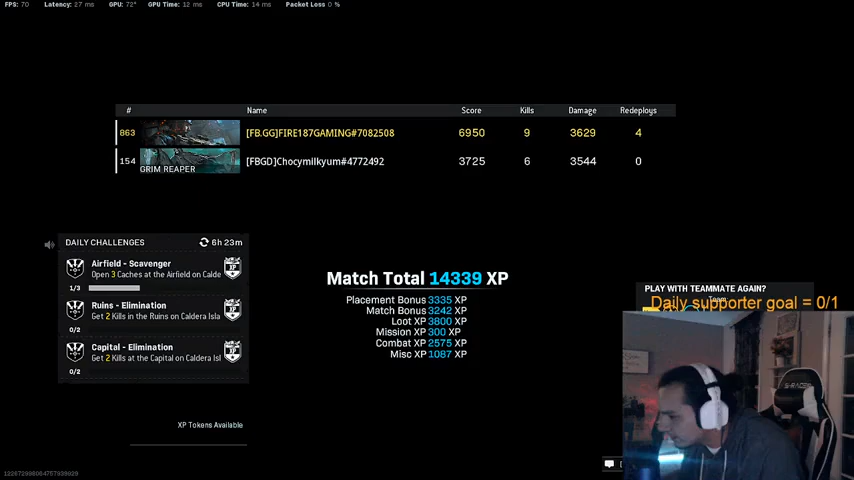 FPS: 70 Latency: 27 ms GPU: 72° GPU Time: 12 ms CPU Time: 14 ms Packet Loss 0 %
# Name Score Kills Damage Redeploys
863 [FB.GG]FIRE187GAMING#7082508 6950 9 3629 4
154 GRIM REAPER [FBGD]Chocymilkyum#4772492 3725 6 3544 0
DAILY CHALLENGES 6h 23m
Airfield - Scavenger
Open 3 Caches at the Airfield on Calde
1/3
XP
Ruins - Elimination
Get 2 Kills in the Ruins on Caldera Isla
0/2
XP
Capital - Elimination
Get 2 Kills at the Capital on Caldera Isl
0/2
XP
XP Tokens Available
Match Total 14339 XP
Placement Bonus 3335 XP
Match Bonus 3242 XP
Loot XP 3800 XP
Mission XP 300 XP
Combat XP 2575 XP
Misc XP 1087 XP
PLAY WITH TEAMMATE AGAIN?
Team
Daily supporter goal = 0/1
S-RACER